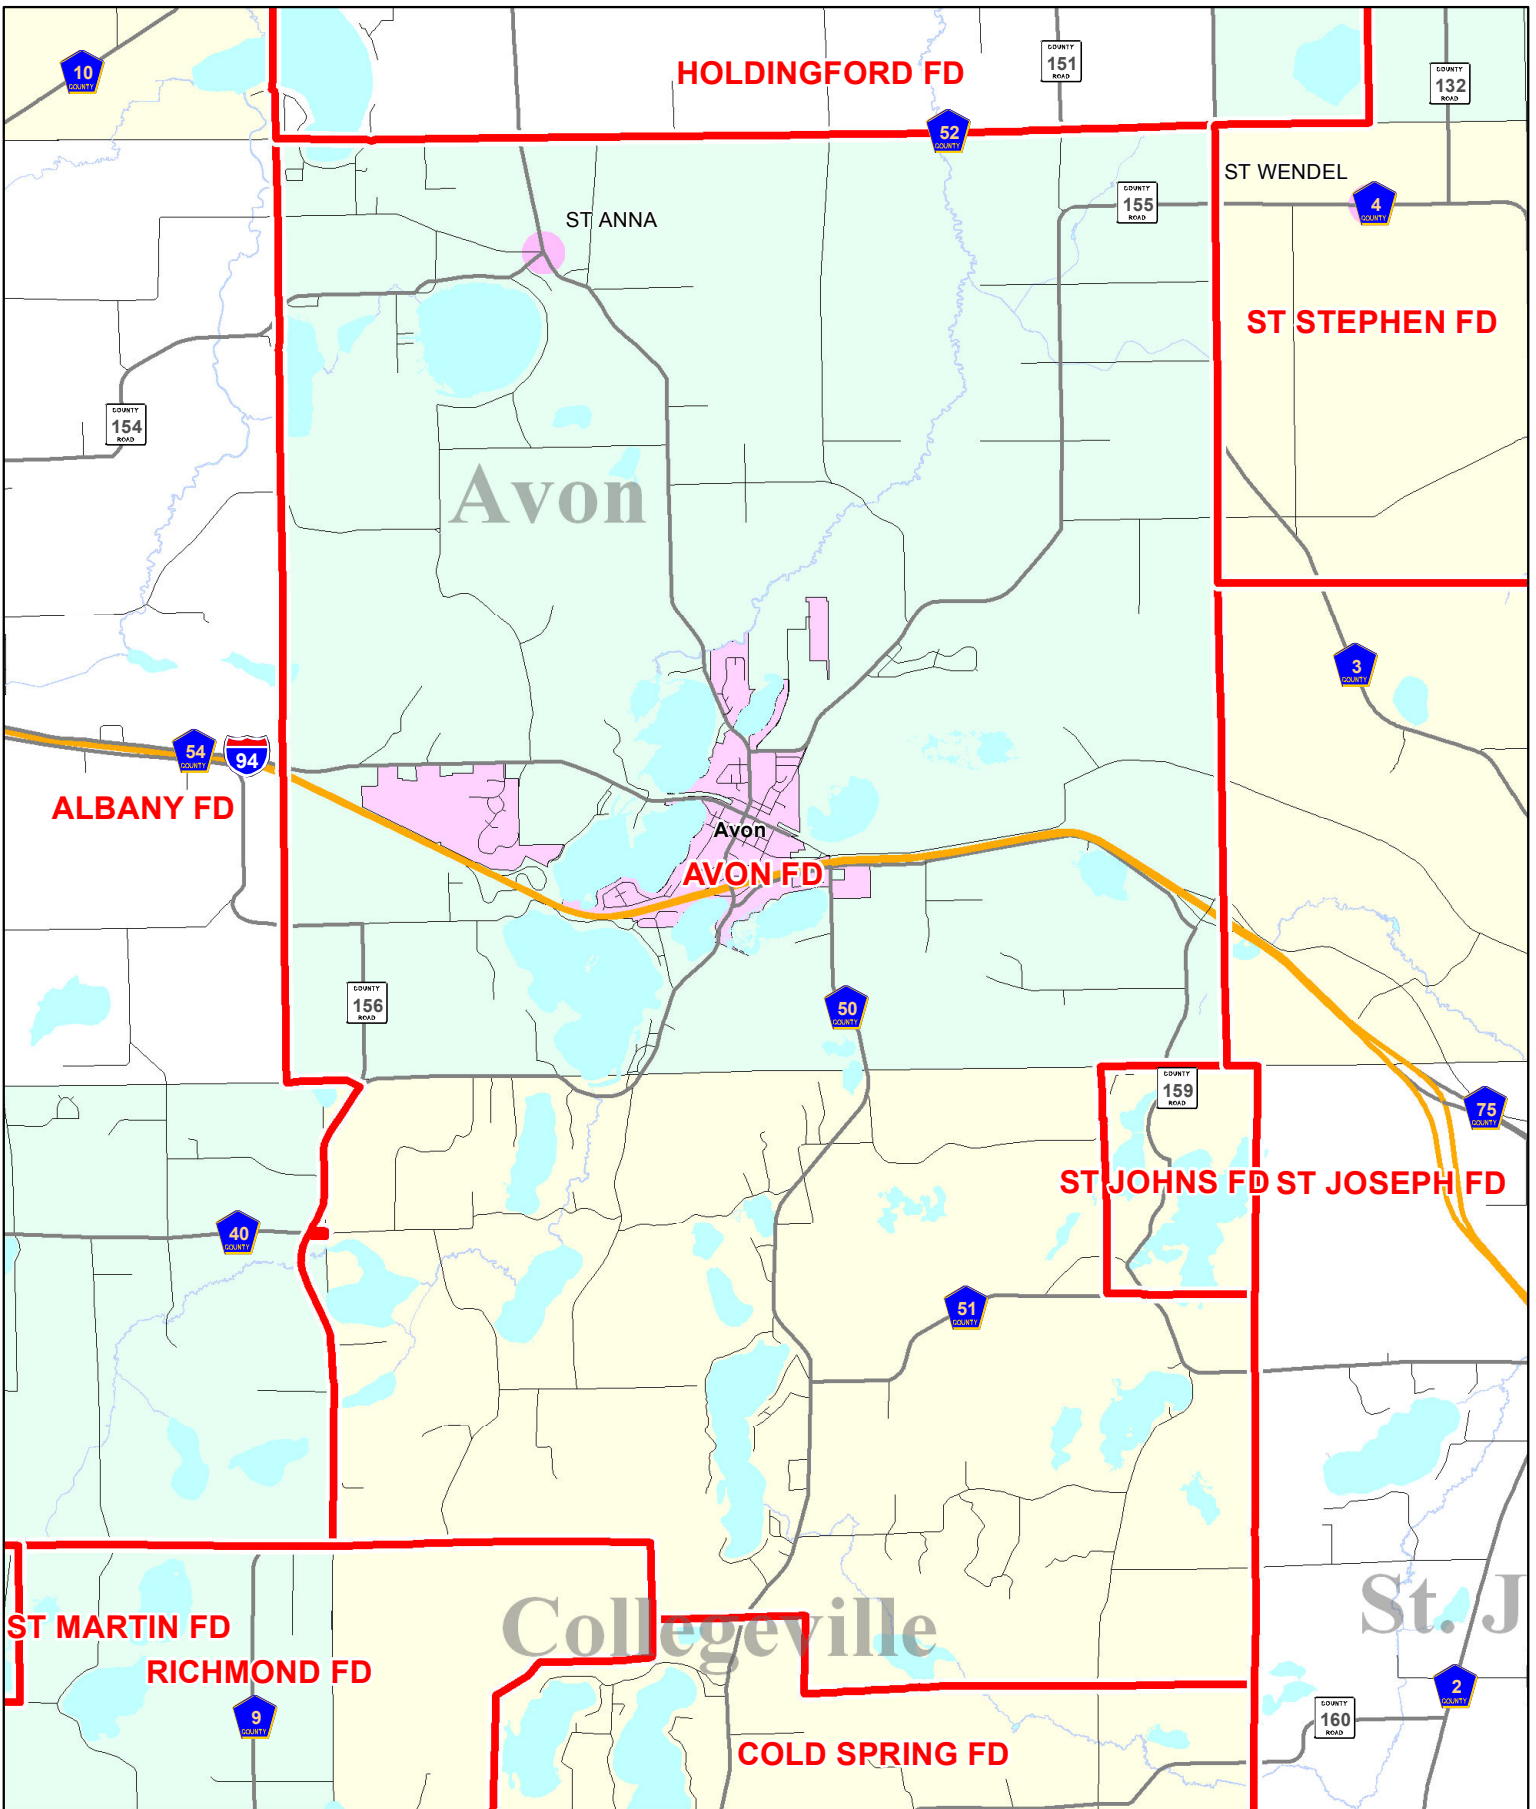 10
COUNTY
HOLDINGFORD FD
COUNTY
151
ROAD
COUNTY
132
ROAD
52
COUNTY
ST WENDEL
COUNTY
155
ROAD
4
COUNTY
ST ANNA
ST STEPHEN FD
COUNTY
154
ROAD
Avon
3
COUNTY
54
COUNTY
94
ALBANY FD
Avon
AVON FD
COUNTY
156
ROAD
50
COUNTY
COUNTY
159
ROAD
75
COUNTY
ST JOHNS FD
ST JOSEPH FD
40
COUNTY
51
COUNTY
Collegeville
St. J
ST MARTIN FD
RICHMOND FD
9
COUNTY
2
COUNTY
COUNTY
160
ROAD
COLD SPRING FD